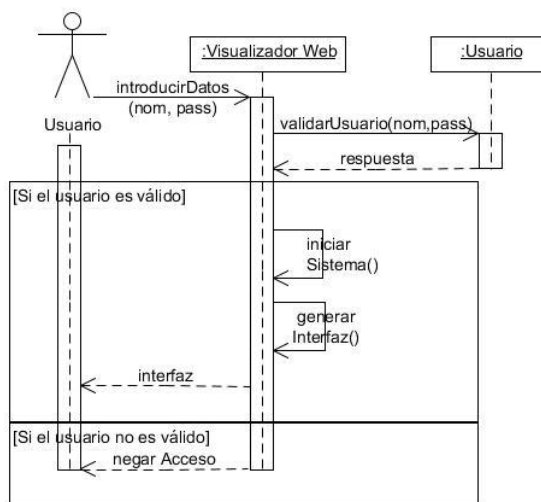 :Visualizador Web
:Usuario
introducirDatos
(nom, pass)
Usuario
validarUsuario(nom,pass)
respuesta
[Si el usuario es válido]
iniciar
Sistema()
generar
Interfaz()
interfaz
[Si el usuario no es válido]
negar Acceso